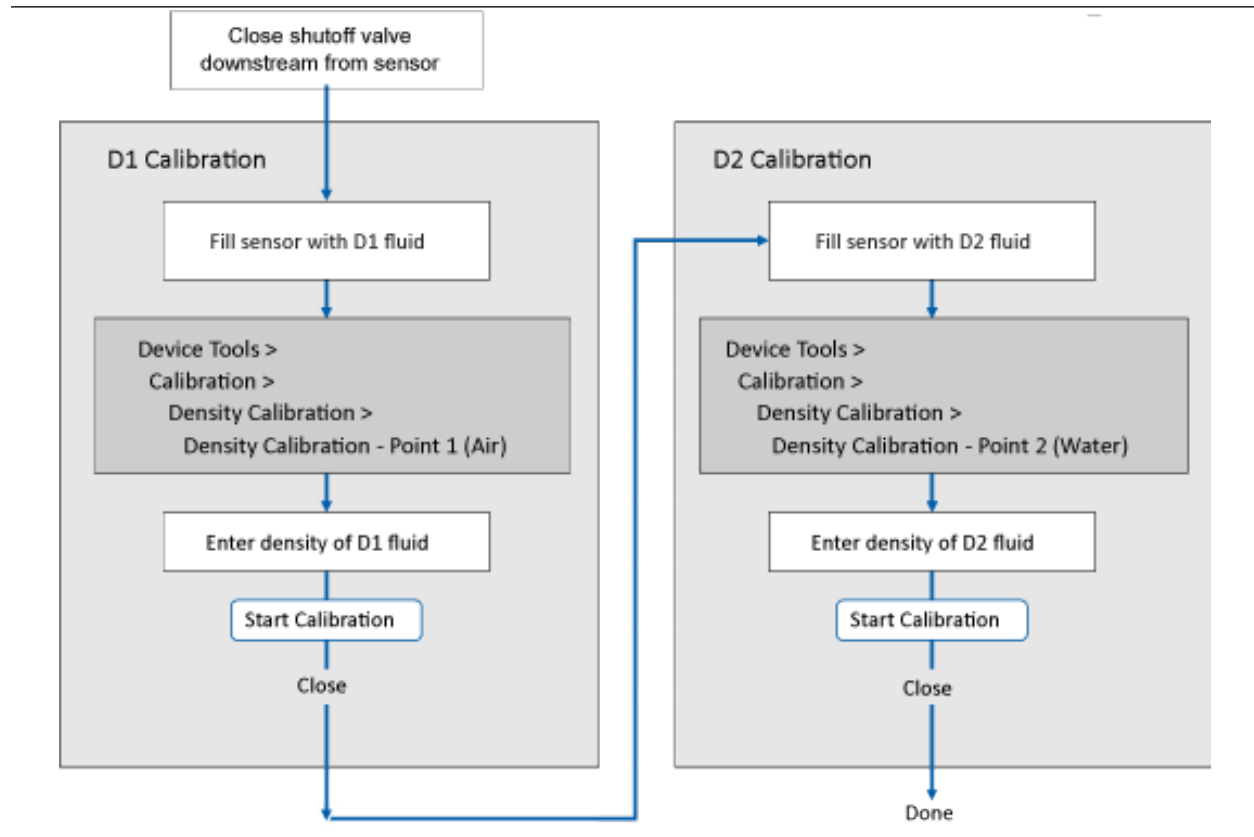 Close shutoff valve
downstream from sensor
D1 Calibration
Fill sensor with D1 fluid
Device Tools >
Calibration >
Density Calibration >
Density Calibration - Point 1 (Air)
Enter density of D1 fluid
Start Calibration
Close
D2 Calibration
Fill sensor with D2 fluid
Device Tools >
Calibration >
Density Calibration >
Density Calibration - Point 2 (Water)
Enter density of D2 fluid
Start Calibration
Close
Done